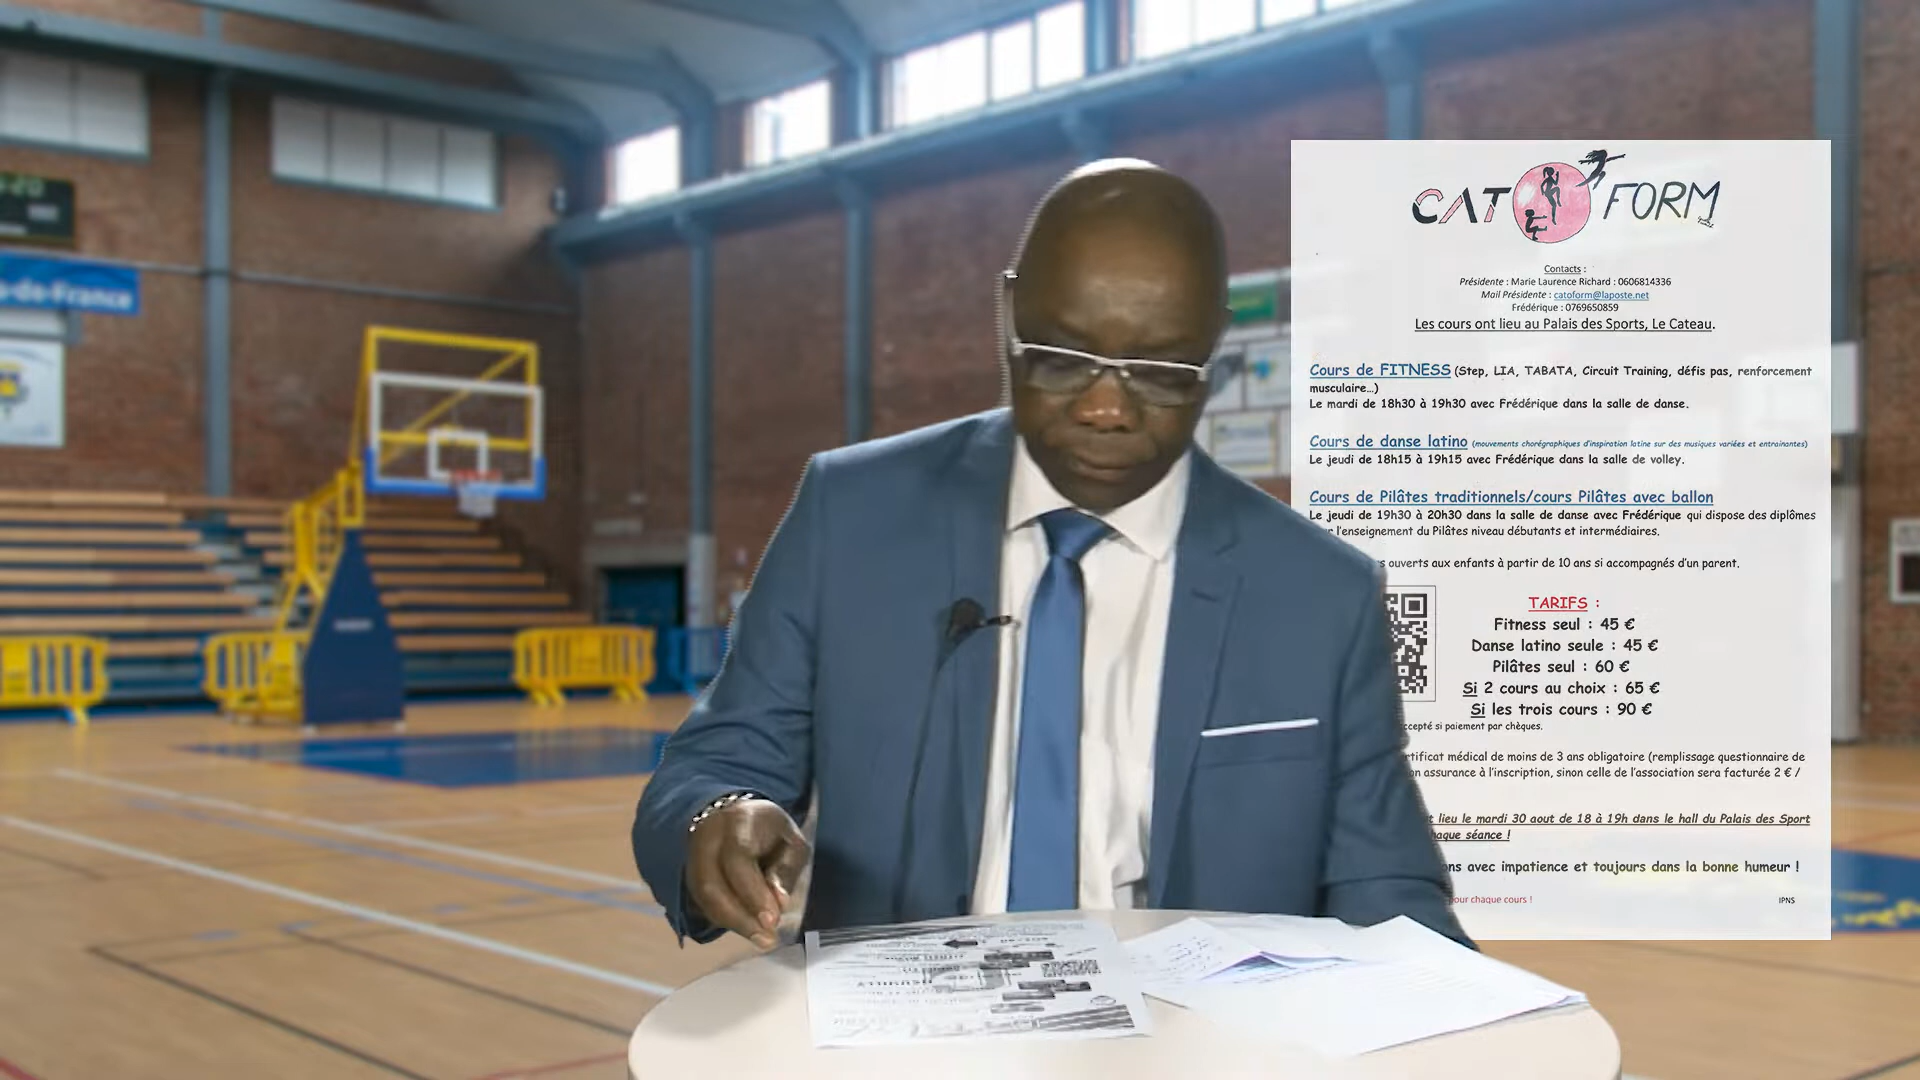 CAT FORM
Contacts :
Présidente : Marie Laurence Richard : 0606814336
Mail Présidente : catoform@laposte.net
Frédérique : 0769650859
Les cours ont lieu au Palais des Sports, Le Cateau.
Cours de FITNESS (Step, LIA, TABATA, Circuit Training, défis pas, renforcement
musculaire…)
Le mardi de 18h30 à 19h30 avec Frédérique dans la salle de danse.
Cours de danse latino (mouvements chorégraphiques d'inspiration latine sur des musiques variées et entrainantes)
Le jeudi de 18h15 à 19h15 avec Frédérique dans la salle de volley.
Cours de Pilâtes traditionnels/cours Pilâtes avec ballon
Le jeudi de 19h30 à 20h30 dans la salle de danse avec Frédérique qui dispose des diplômes
l'enseignement du Pilâtes niveau débutants et intermédiaires.
ouverts aux enfants à partir de 10 ans si accompagnés d'un parent.
TARIFS :
Fitness seul : 45 €
Danse latino seule : 45 €
Pilâtes seul : 60 €
Si 2 cours au choix : 65 €
Si les trois cours : 90 €
si paiement par chèques.
médical de moins de 3 ans obligatoire (remplissage questionnaire de
assurance à l'inscription, sinon celle de l'association sera facturée 2 € /
lieu le mardi 30 aout de 18 à 19h dans le hall du Palais des Sport
séance !
avec impatience et toujours dans la bonne humeur !
chaque cours !
IPNS